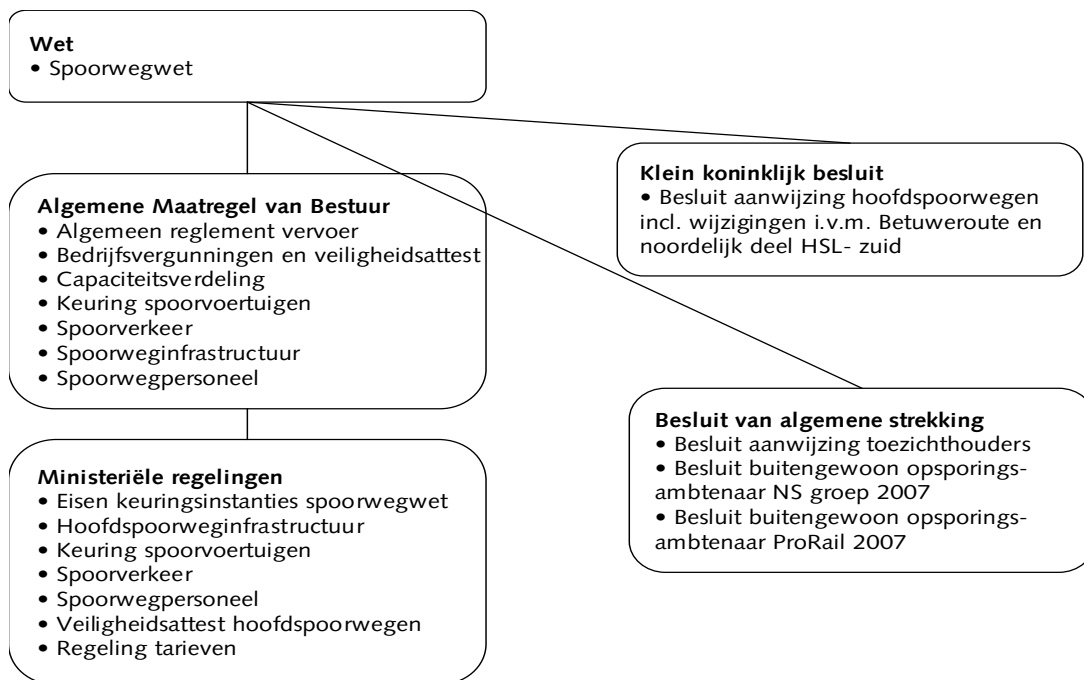 Wet
• Spoorwegwet
Algemene Maatregel van Bestuur
• Algemeen reglement vervoer
• Bedrijfsvergunningen en veiligheidsattest
• Capaciteitsverdeling
• Keuring spoorvoertuigen
• Spoorverkeer
• Spoorweginfrastructuur
• Spoorwegpersoneel
Ministeriële regelingen
• Eisen keuringsinstanties spoorwegwet
• Hoofdspoorweginfrastructuur
• Keuring spoorvoertuigen
• Spoorverkeer
• Spoorwegpersoneel
• Veiligheidsattest hoofdspoorwegen
• Regeling tarieven
Klein koninklijk besluit
• Besluit aanwijzing hoofdspoorwegen
incl. wijzigingen i.v.m. Betuweroute en
noordelijk deel HSL- zuid
Besluit van algemene strekking
• Besluit aanwijzing toezichthouders
• Besluit buitengewoon opsporings-
ambtenaar NS groep 2007
• Besluit buitengewoon opsporings-
ambtenaar ProRail 2007